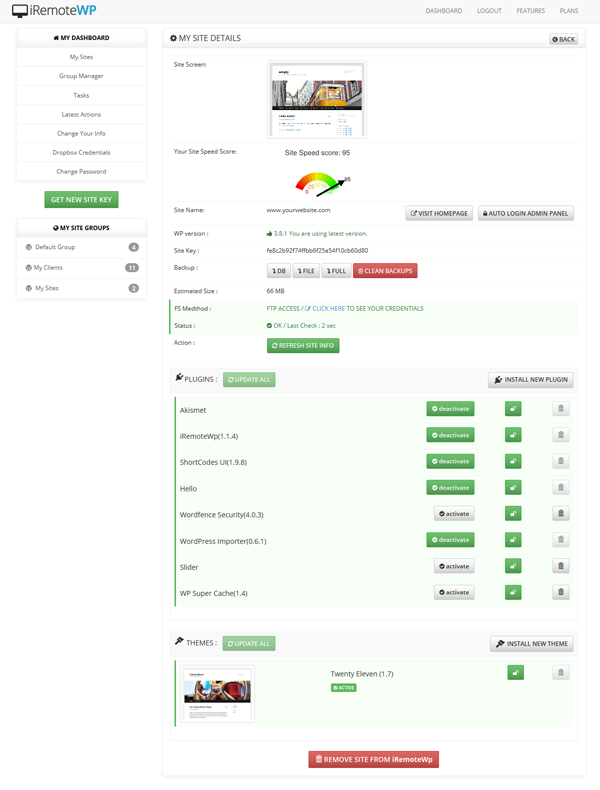 iRemoteWP
DASHBOARD LOGOUT FEATURES PLANS
MY DASHBOARD
My Sites
Group Manager
Tasks
Latest Actions
Change Your Info
Dropbox Credentials
Change Password
GET NEW SITE KEY
MY SITE GROUPS
Default Group 4
My Clients 11
My Sites 2
MY SITE DETAILS
BACK
Site Screen:
Your Site Speed Score: Site Speed score: 95
95
Site Name: www.yourwebsite.com VISIT HOMEPAGE AUTO LOGIN ADMIN PANEL
WP version : 3.8.1 You are using latest version.
Site Key : fe8c2b92f74ffbb6f25a54f10cb60d80
Backup : DB FILE FULL CLEAN BACKUPS
Estimated Size : 66 MB
FS Medthod : FTP ACCESS / CLICK HERE TO SEE YOUR CREDENTIALS
Status : OK / Last Check : 2 sec
Action : REFRESH SITE INFO
PLUGINS : UPDATE ALL INSTALL NEW PLUGIN
Akismet deactivate
iRemoteWp(1.1.4) deactivate
ShortCodes UI(1.9.8) deactivate
Hello deactivate
Wordfence Security(4.0.3) activate
WordPress Importer(0.6.1) deactivate
Slider activate
WP Super Cache(1.4) activate
THEMES : UPDATE ALL INSTALL NEW THEME
Twenty Eleven (1.7)
ACTIVE
REMOVE SITE FROM iRemoteWp